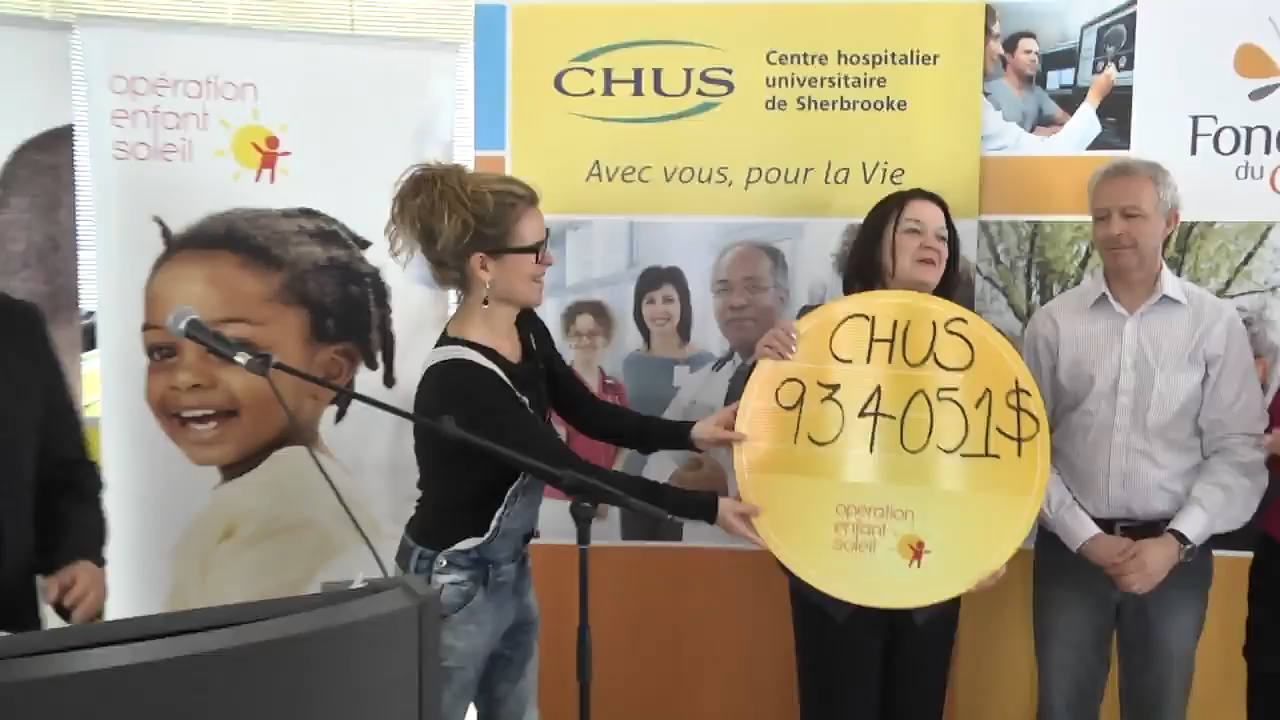 opération
enfant
soleil
CHUS
Centre hospitalier
universitaire
de Sherbrooke
Avec vous, pour la Vie
du
CHUS
934051$
opération
enfant
soleil